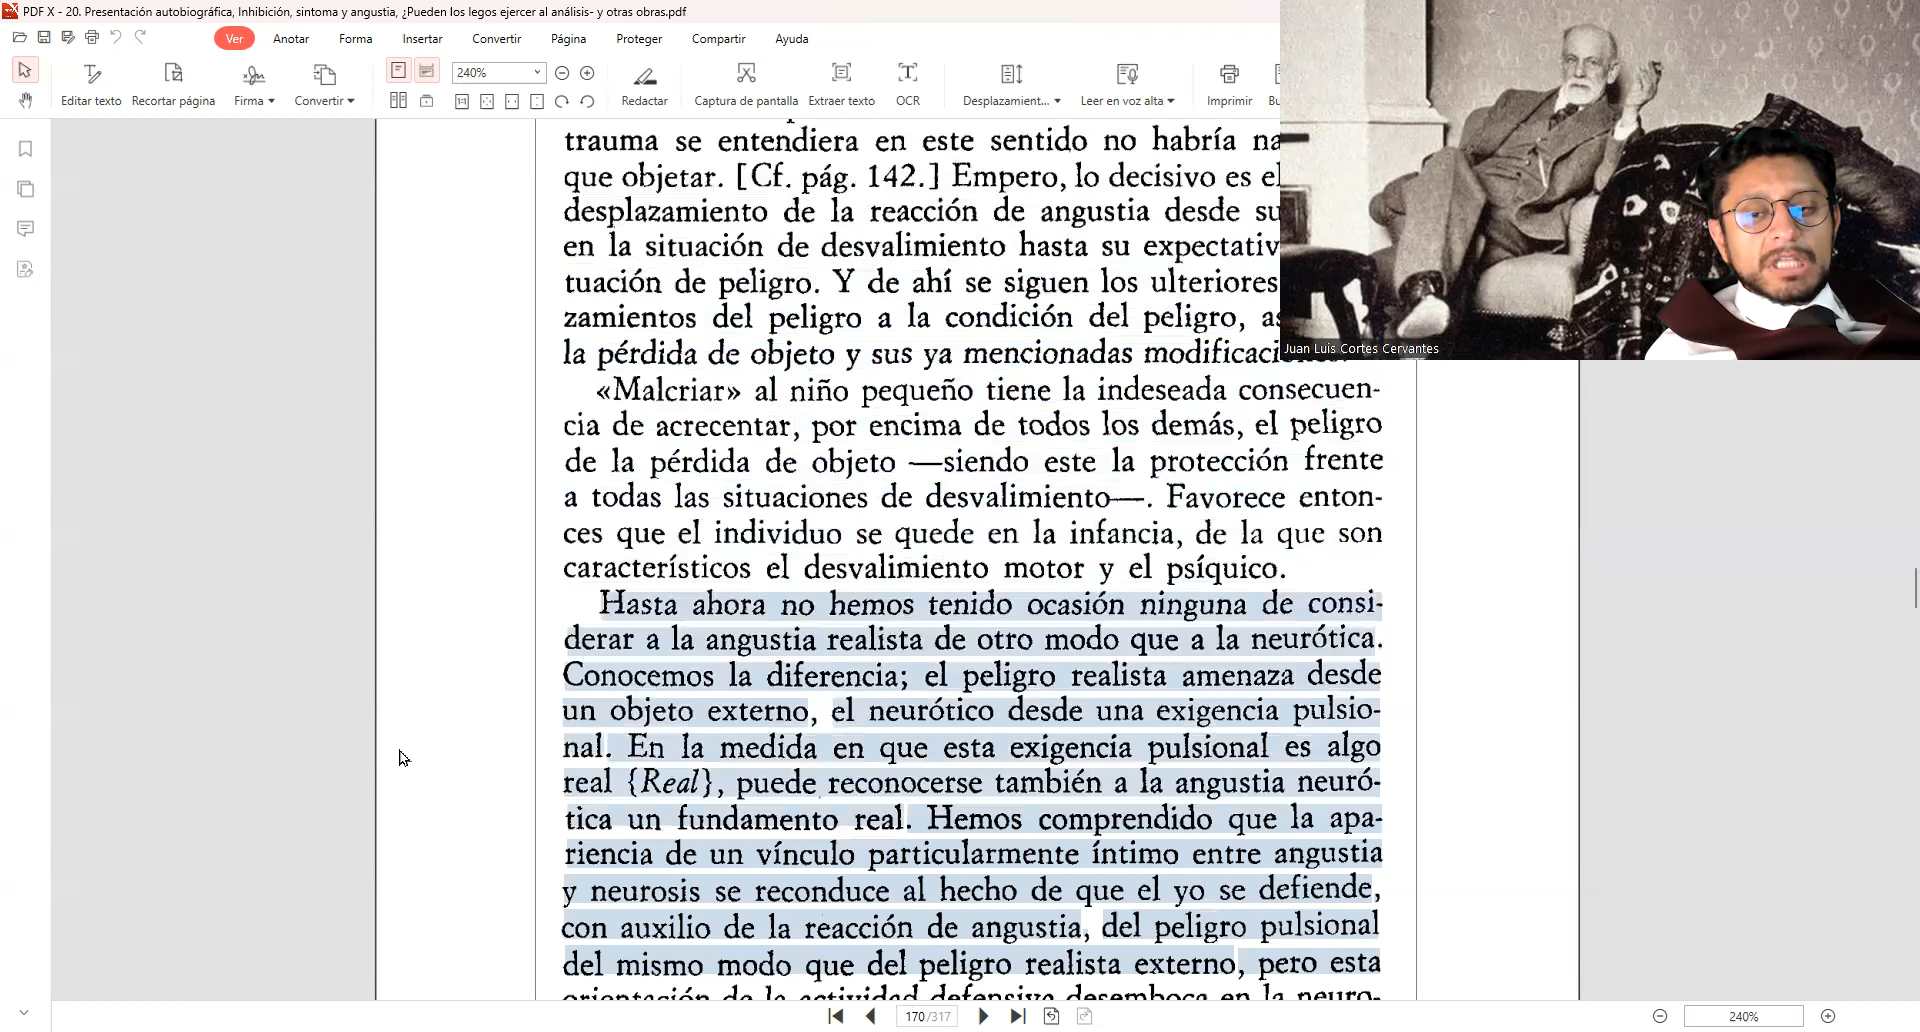 PDF X - 20. Presentación autobiográfica, Inhibición, sintoma y angustia, ¿Pueden los legos ejercer al análisis- y otras obras.pdf
Ver Anotar Forma Insertar Convertir Página Proteger Compartir Ayuda
240%
Editar texto Recortar página Firma Convertir Redactar Captura de pantalla Extraer texto OCR Desplazamient... Leer en voz alta Imprimir
trauma se entendiera en este sentido no habría
que objetar. [Cf. pág. 142.] Empero, lo decisivo es el
desplazamiento de la reacción de angustia desde su
en la situación de desvalimiento hasta su expectativ
tuación de peligro. Y de ahí se siguen los ulteriores
zamientos del peligro a la condición del peligro,
la pérdida de objeto y sus ya mencionadas modificaci
«Malcriar» al niño pequeño tiene la indeseada consecuen-
cia de acrecentar, por encima de todos los demás, el peligro
de la pérdida de objeto —siendo este la protección frente
a todas las situaciones de desvalimiento—. Favorece enton-
ces que el individuo se quede en la infancia, de la que son
característicos el desvalimiento motor y el psíquico.
Hasta ahora no hemos tenido ocasión ninguna de consi-
derar a la angustia realista de otro modo que a la neurótica.
Conocemos la diferencia; el peligro realista amenaza desde
un objeto externo, el neurótico desde una exigencia pulsio-
nal. En la medida en que esta exigencia pulsional es algo
real {Real}, puede reconocerse también a la angustia neuró-
tica un fundamento real. Hemos comprendido que la apa-
riencia de un vínculo particularmente íntimo entre angustia
y neurosis se reconduce al hecho de que el yo se defiende,
con auxilio de la reacción de angustia, del peligro pulsional
del mismo modo que del peligro realista externo, pero esta
orientación de la actividad defensiva desemboca en la neuro-
Juan Luis Cortes Cervantes
170/317
240%